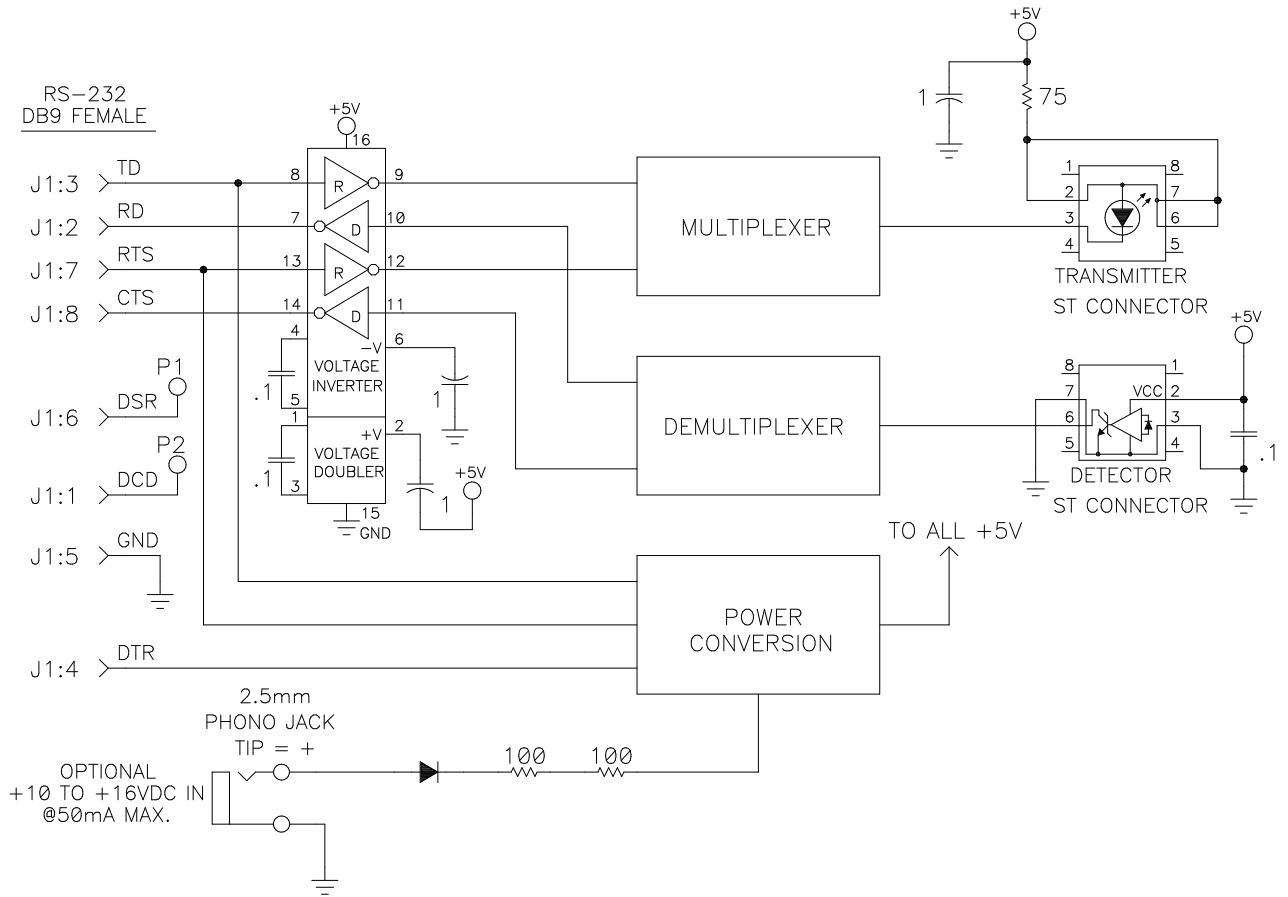 +5V
1
75
RS-232
DB9 FEMALE
+5V
16
J1:3 TD 8 R 9
J1:2 RD 7 D 10
J1:7 RTS 13 R 12
J1:8 CTS 14 D 11
MULTIPLEXER
1 8
2 7
3 6
4 5
TRANSMITTER
ST CONNECTOR
4
-V 6
VOLTAGE
INVERTER
.1
5
1
1
+V 2
VOLTAGE
DOUBLER
.1
3
1
+5V
15
GND
P1
J1:6 DSR
P2
J1:1 DCD
J1:5 GND
DEMULTIPLEXER
+5V
8 1
7 VCC 2
6 3
5 4
.1
DETECTOR
ST CONNECTOR
TO ALL +5V
POWER
CONVERSION
J1:4 DTR
2.5mm
PHONO JACK
TIP = +
100 100
OPTIONAL
+10 TO +16VDC IN
@50mA MAX.